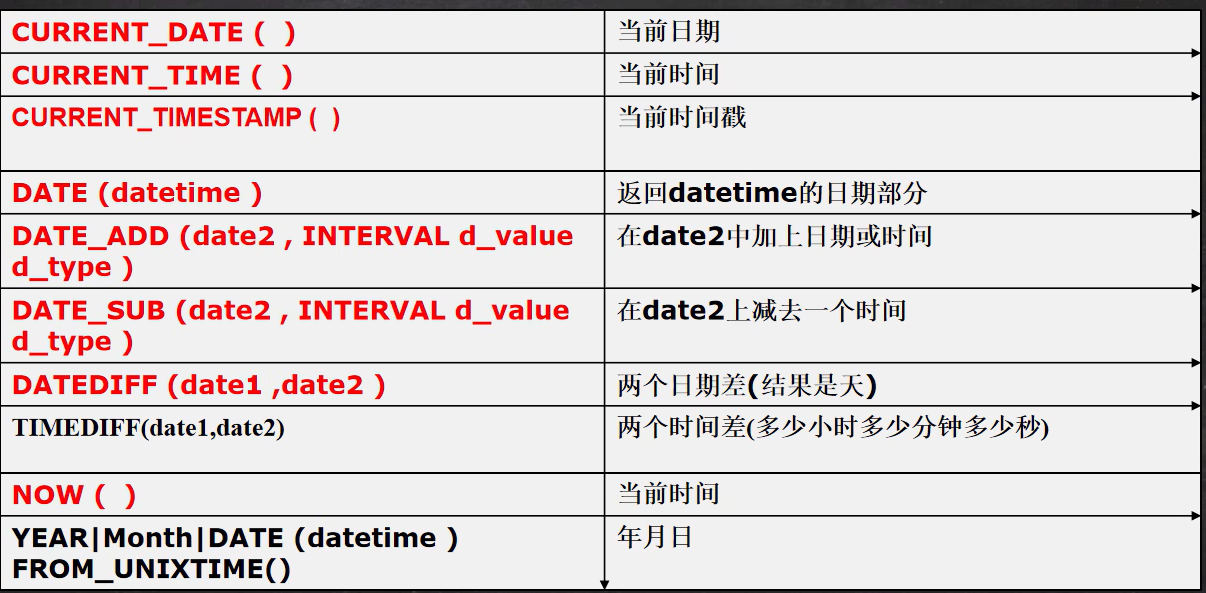 CURRENT_DATE (  )
当前日期
CURRENT_TIME (  )
当前时间
CURRENT_TIMESTAMP (  )
当前时间戳
DATE (datetime )
返回datetime的日期部分
DATE_ADD (date2 , INTERVAL d_value
d_type )
在date2中加上日期或时间
DATE_SUB (date2 , INTERVAL d_value
d_type )
在date2上减去一个时间
DATEDIFF (date1 ,date2 )
两个日期差(结果是天)
TIMEDIFF(date1,date2)
两个时间差(多少小时多少分钟多少秒)
NOW (  )
当前时间
YEAR|Month|DATE (datetime )
FROM_UNIXTIME()
年月日